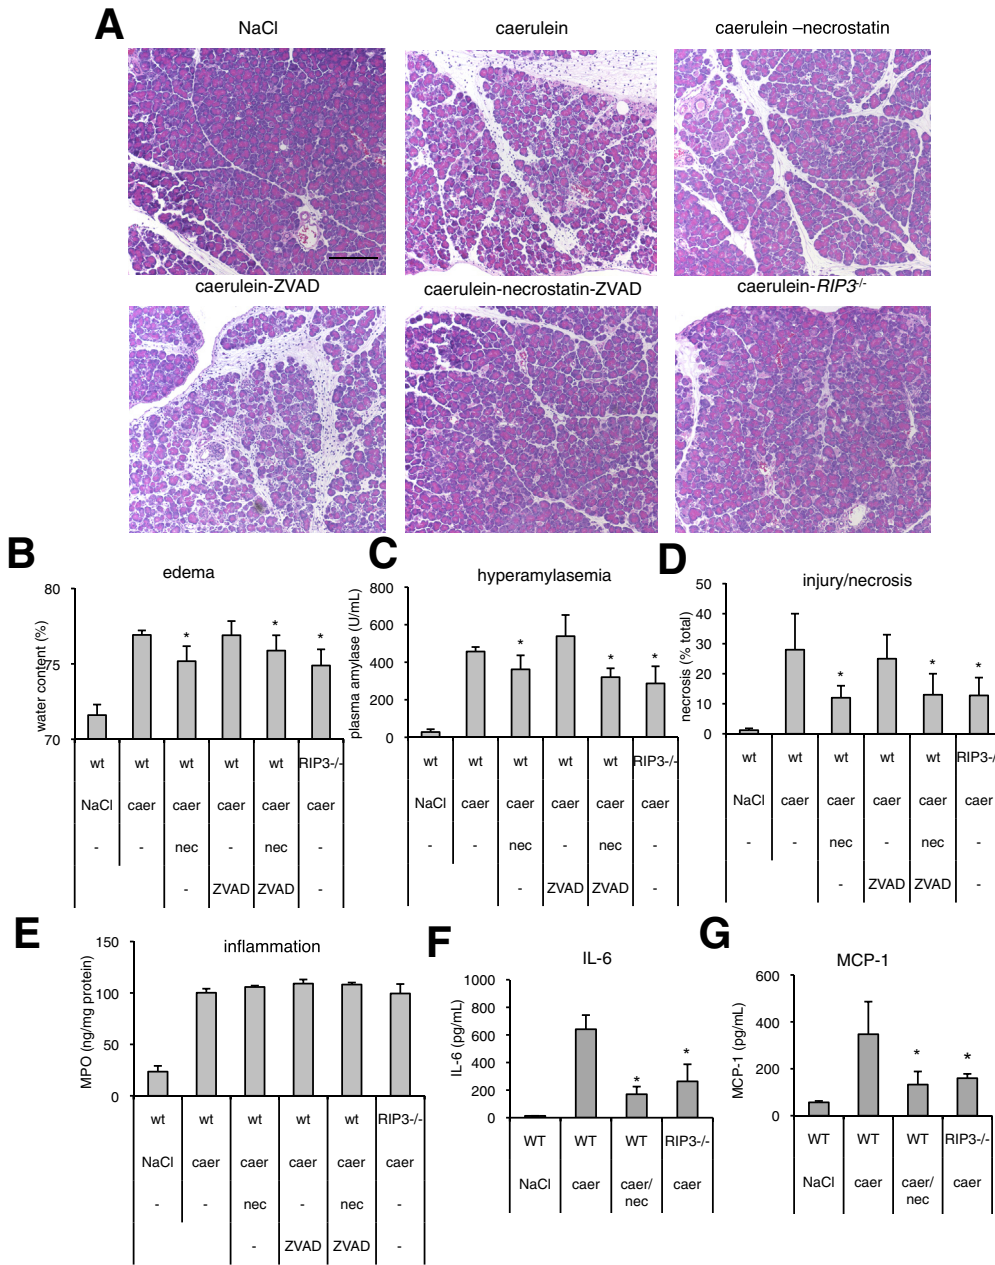 A
NaCl
caerulein
caerulein –necrostatin
caerulein-ZVAD
caerulein-necrostatin-ZVAD
caerulein-RIP3-/-
B
edema
water content (%)
80
75
70
*
*
*
wt wt wt wt wt RIP3-/-
NaCl caer caer caer caer caer
- - nec - nec -
- ZVAD ZVAD -
C
hyperamylasemia
plasma amylase (U/mL)
800
600
400
200
0
*
*
*
wt wt wt wt wt RIP3-/-
NaCl caer caer caer caer caer
- - nec - nec -
- ZVAD ZVAD -
D
injury/necrosis
necrosis (% total)
50
40
30
20
10
0
*
*
*
wt wt wt wt wt RIP3-/
NaCl caer caer caer caer caer
- - nec - nec -
- ZVAD ZVAD -
E
inflammation
MPO (ng/mg protein)
150
100
50
0
wt wt wt wt wt RIP3-/-
NaCl caer caer caer caer caer
- - nec - nec -
- ZVAD ZVAD -
F
IL-6
IL-6 (pg/mL)
1000
800
600
400
200
0
*
*
WT WT WT RIP3-/-
NaCl caer caer/ caer
nec
G
MCP-1
MCP-1 (pg/mL)
600
400
200
0
*
*
WT WT WT RIP3-/-
NaCl caer caer/ caer
nec